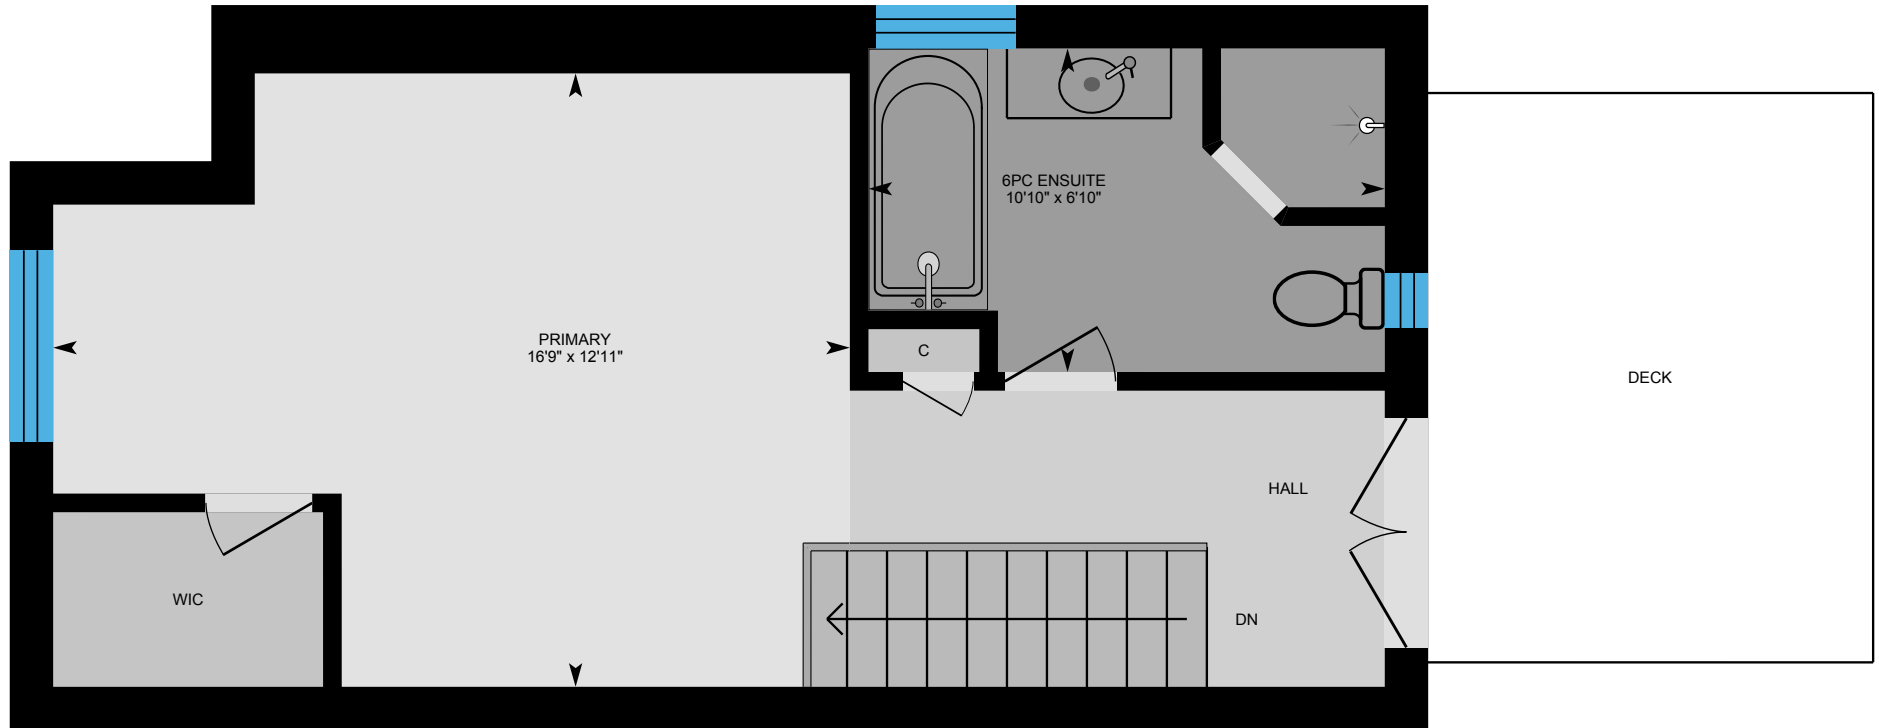 6PC ENSUITE
10'10" x 6'10"
PRIMARY
16'9" x 12'11"
C
DECK
HALL
WIC
DN